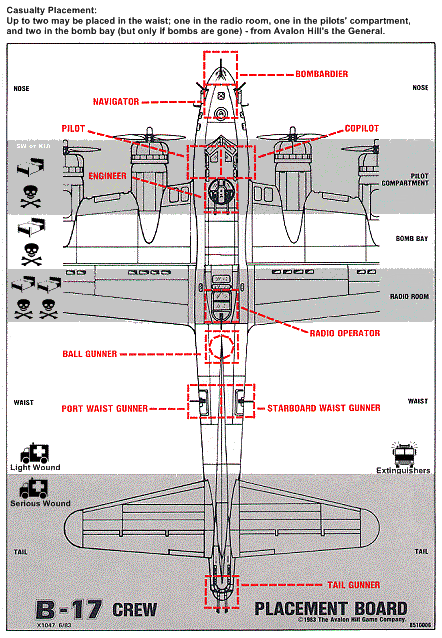 Casualty Placement:
Up to two may be placed in the waist; one in the radio room, one in the pilots' compartment,
and two in the bomb bay (but only if bombs are gone) - from Avalon Hill's the General.
BOMBARDIER
NOSE
NOSE
NAVIGATOR
PILOT
COPILOT
SW or KIA
ENGINEER
PILOT
COMPARTMENT
BOMB BAY
RADIO ROOM
RADIO OPERATOR
BALL GUNNER
WAIST
PORT WAIST GUNNER
STARBOARD WAIST GUNNER
WAIST
Light Wound
Extinguishers
Serious Wound
TAIL
TAIL
TAIL GUNNER
B-17 CREW
PLACEMENT BOARD
X1047 6/83
©1983 The Avalon Hill Game Company.
8510006